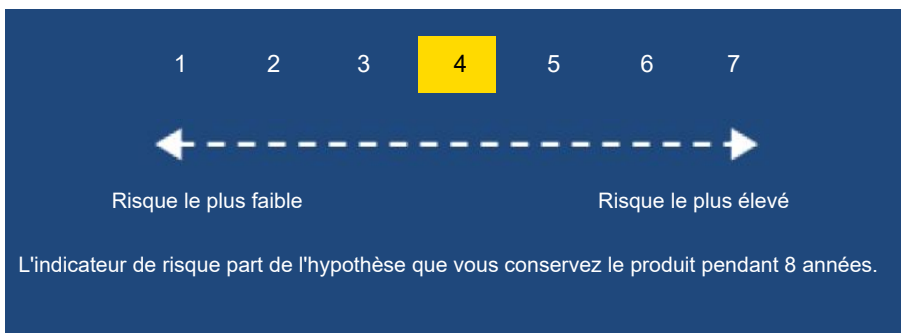 1 2 3 4 5 6 7
Risque le plus faible Risque le plus élevé
L'indicateur de risque part de l'hypothèse que vous conservez le produit pendant 8 années.